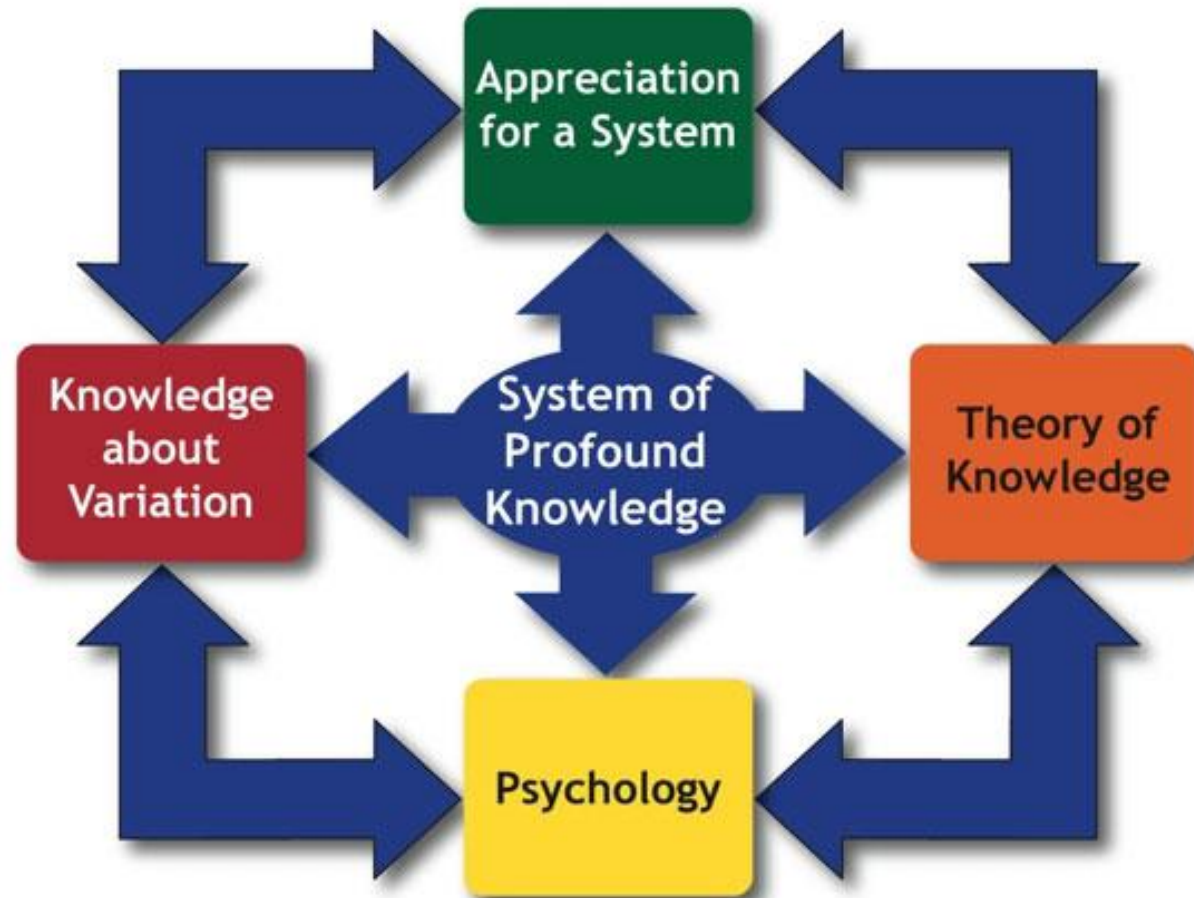 Appreciation
for a System
Knowledge
about
Variation
System of
Profound
Knowledge
Theory of
Knowledge
Psychology